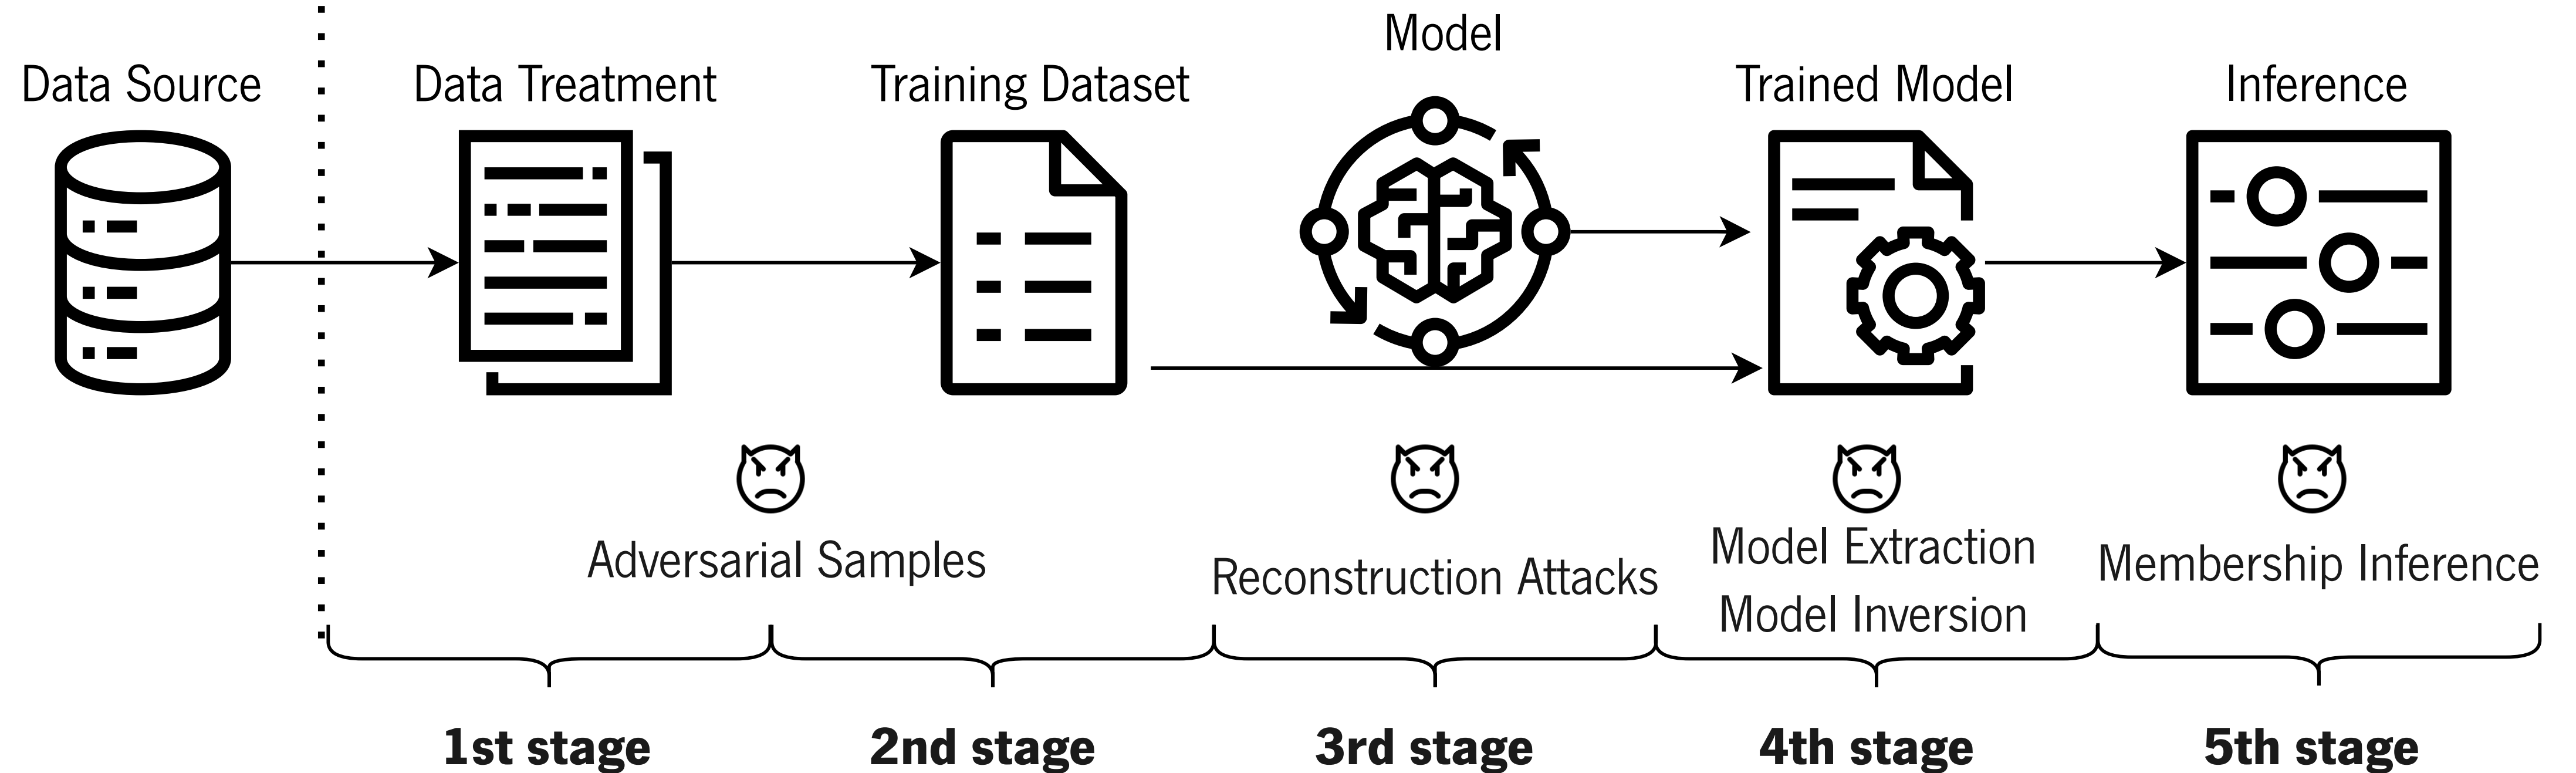 Model
Data Source
Data Treatment
Training Dataset
Trained Model
Inference
Adversarial Samples
Reconstruction Attacks
Model Extraction
Model Inversion
Membership Inference
1st stage
2nd stage
3rd stage
4th stage
5th stage